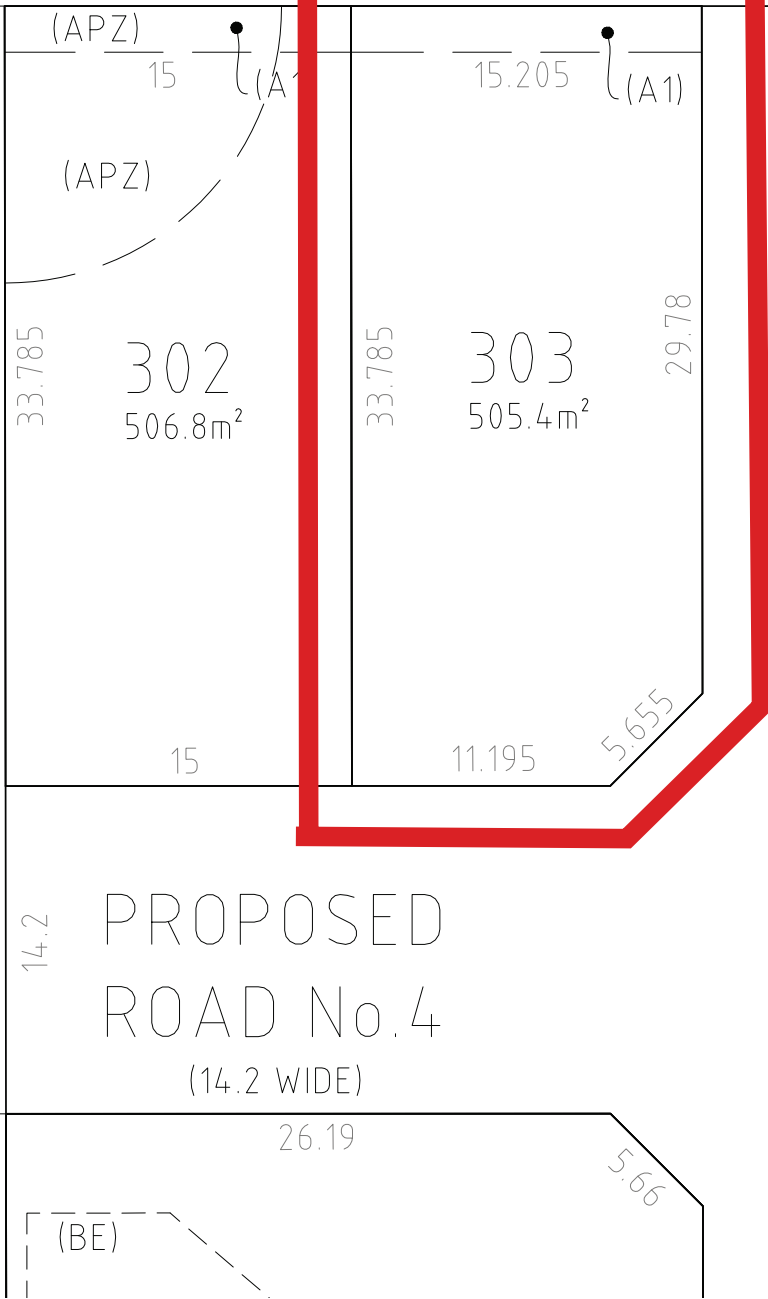 (APZ)
15
(A1
15.205
(A1)
(APZ)
33.785
302
506.8m²
33.785
303
505.4m²
29.78
15
11.195
5.655
14.2
PROPOSED
ROAD No.4
(14.2 WIDE)
26.19
5.66
(BE)